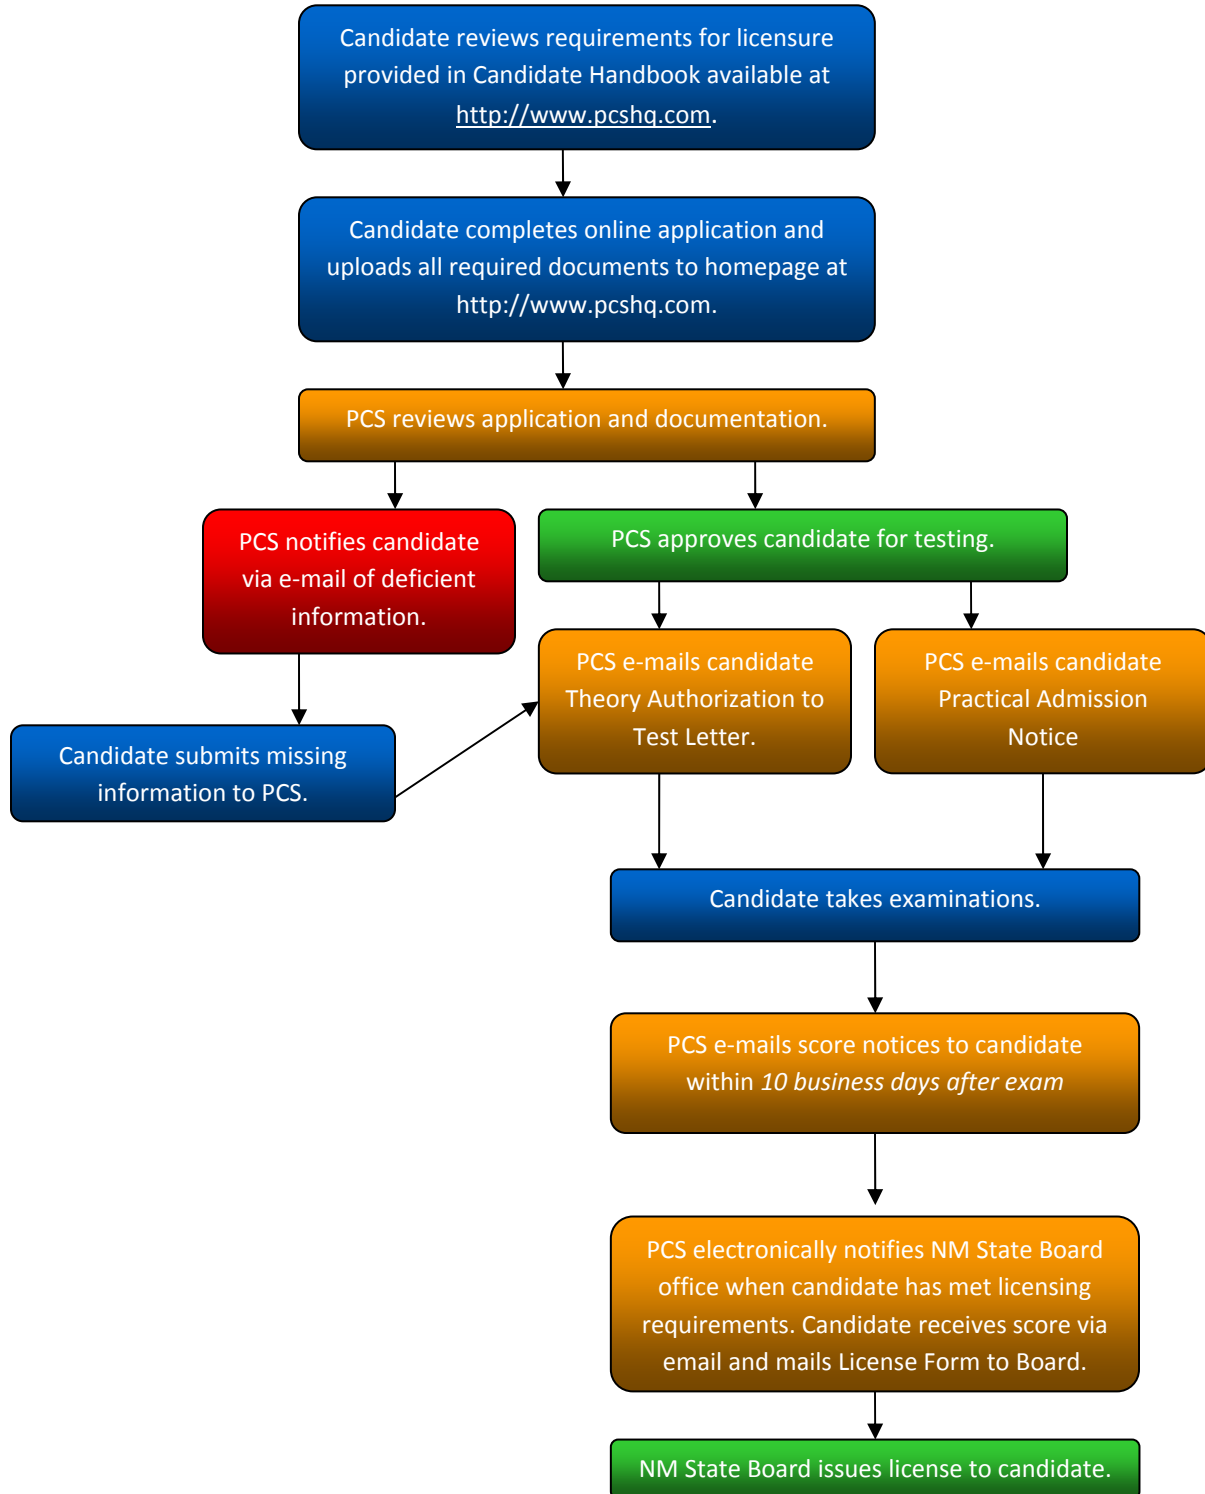 Candidate reviews requirements for licensure
provided in Candidate Handbook available at
http://www.pcshq.com.
Candidate completes online application and
uploads all required documents to homepage at
http://www.pcshq.com.
PCS reviews application and documentation.
PCS notifies candidate
via e-mail of deficient
information.
PCS approves candidate for testing.
Candidate submits missing
information to PCS.
PCS e-mails candidate
Theory Authorization to
Test Letter.
PCS e-mails candidate
Practical Admission
Notice
Candidate takes examinations.
PCS e-mails score notices to candidate
within 10 business days after exam
PCS electronically notifies NM State Board
office when candidate has met licensing
requirements. Candidate receives score via
email and mails License Form to Board.
NM State Board issues license to candidate.